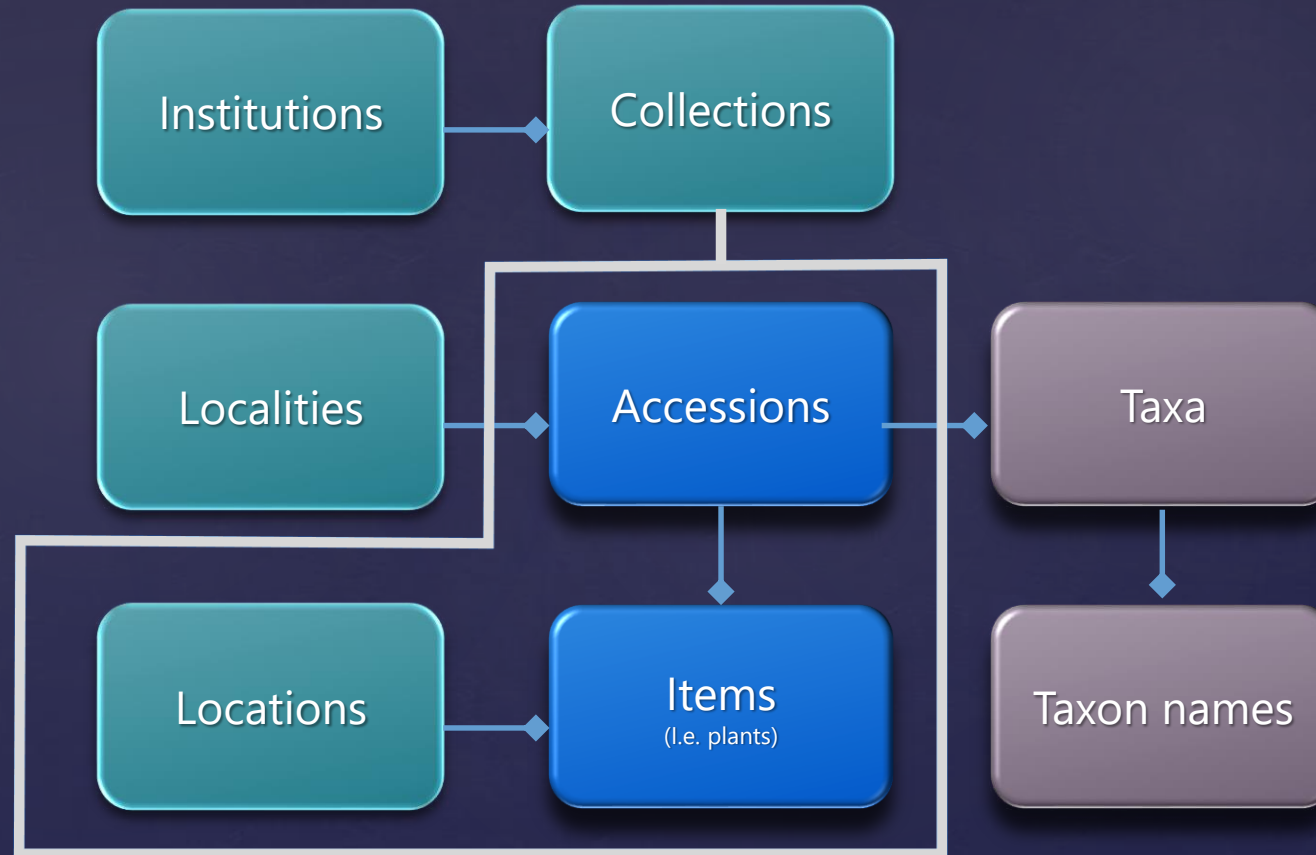 Institutions
Collections
Localities
Accessions
Taxa
Locations
Items
(I.e. plants)
Taxon names